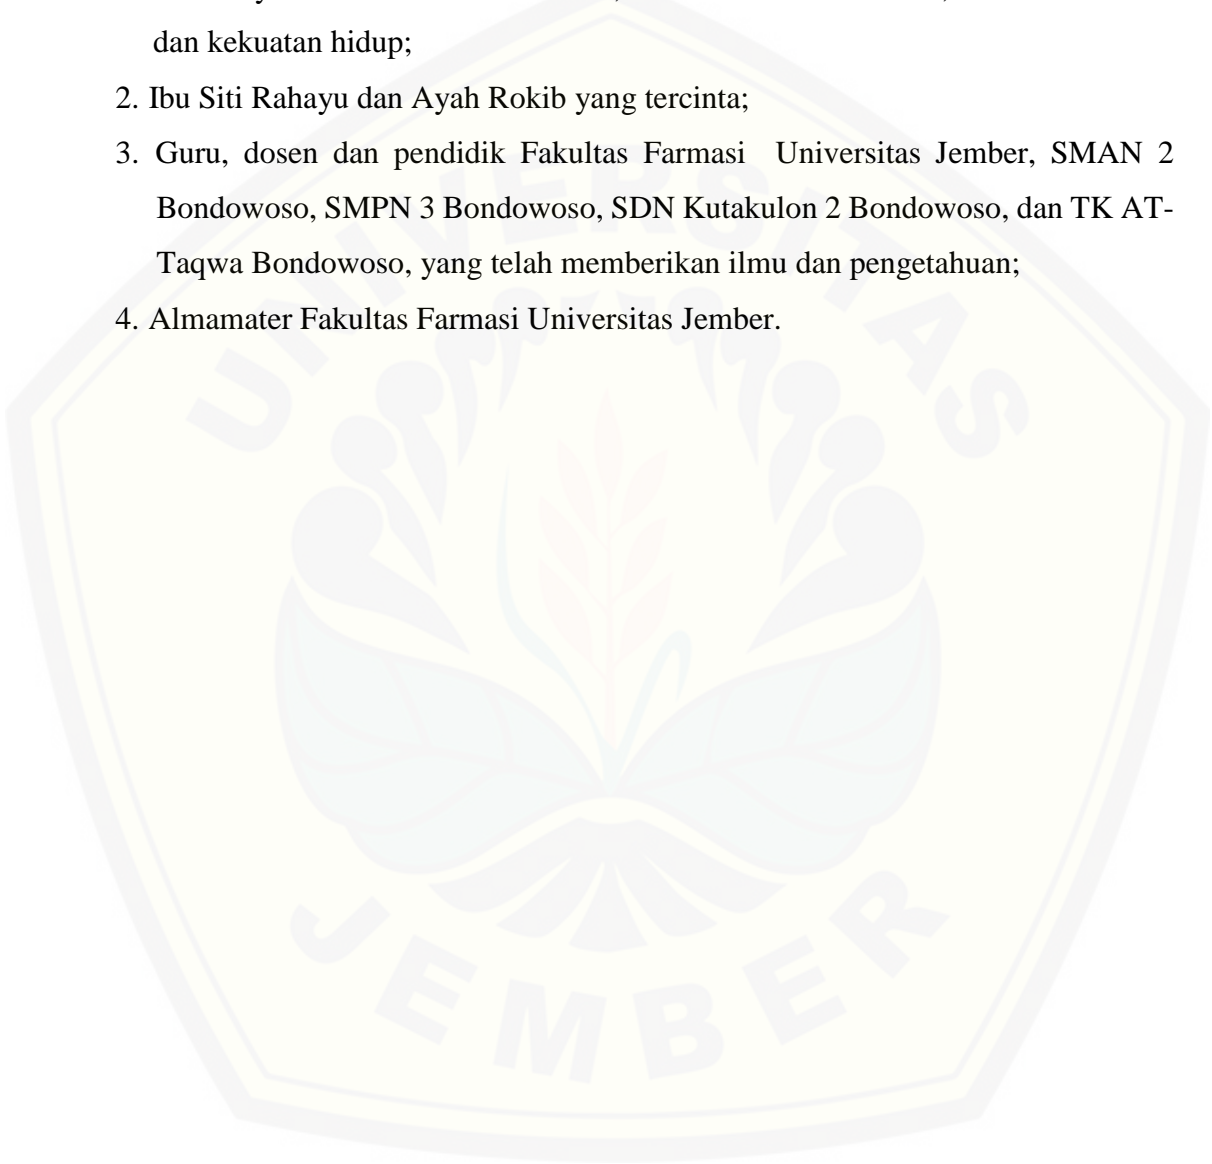 dan kekuatan hidup;
2. Ibu Siti Rahayu dan Ayah Rokib yang tercinta;
3. Guru, dosen dan pendidik Fakultas Farmasi Universitas Jember, SMAN 2
Bondowoso, SMPN 3 Bondowoso, SDN Kutakulon 2 Bondowoso, dan TK AT-
Taqwa Bondowoso, yang telah memberikan ilmu dan pengetahuan;
4. Almamater Fakultas Farmasi Universitas Jember.
UNIVERSITAS
JEMBER